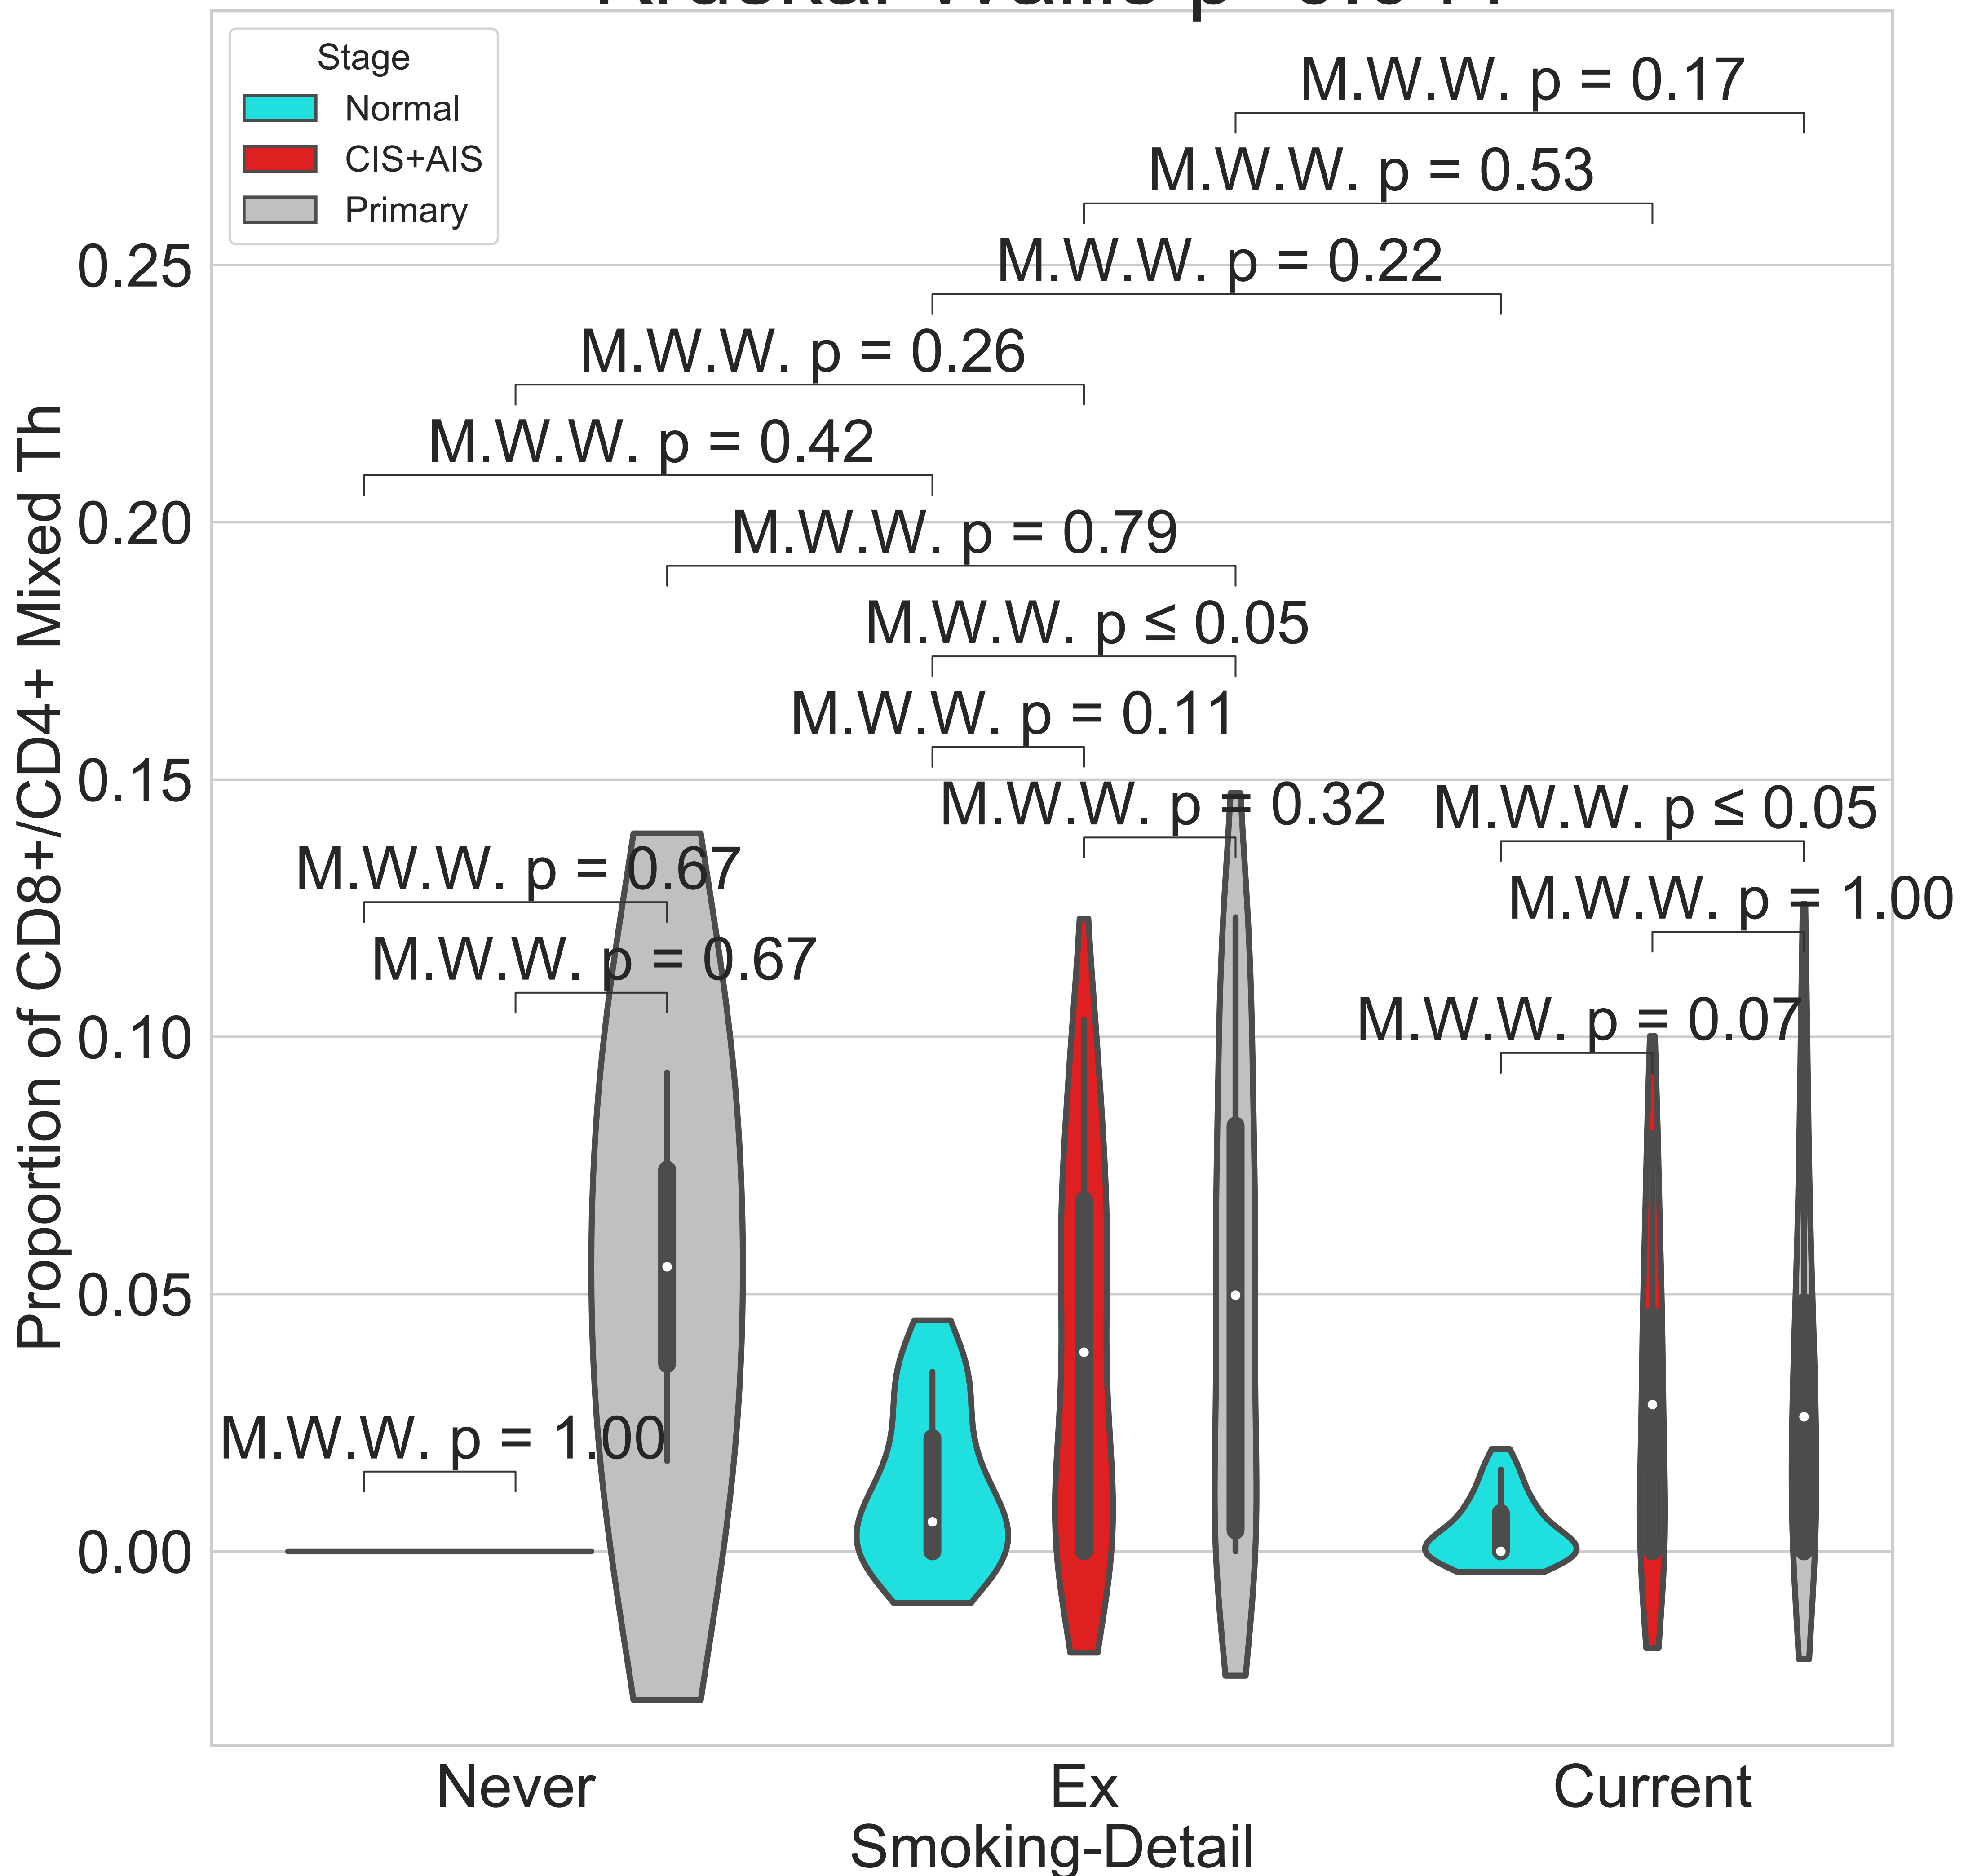 Stage
Normal
CIS+AIS
Primary
M.W.W. p = 0.17
M.W.W. p = 0.53
M.W.W. p = 0.22
M.W.W. p = 0.26
M.W.W. p = 0.42
M.W.W. p = 0.79
M.W.W. p ≤ 0.05
M.W.W. p = 0.11
M.W.W. p = 0.32
M.W.W. p ≤ 0.05
M.W.W. p = 0.67
M.W.W. p = 1.00
M.W.W. p = 0.67
M.W.W. p = 0.07
M.W.W. p = 1.00
0.25
0.20
0.15
0.10
0.05
0.00
Proportion of CD8+/CD4+ Mixed Th
Never
Ex
Current
Smoking-Detail